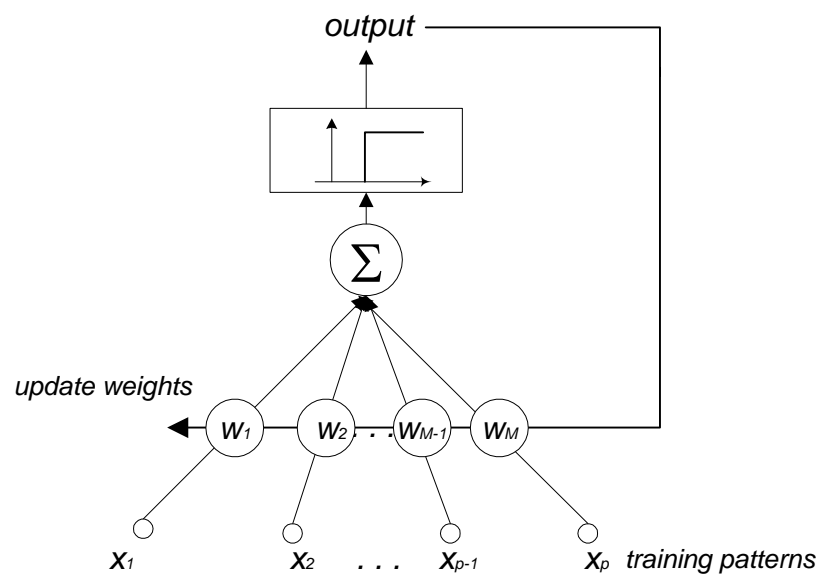 output
Σ
update weights
w1 w2 . . . wM-1 wM
x1 x2 . . . xp-1 xp training patterns